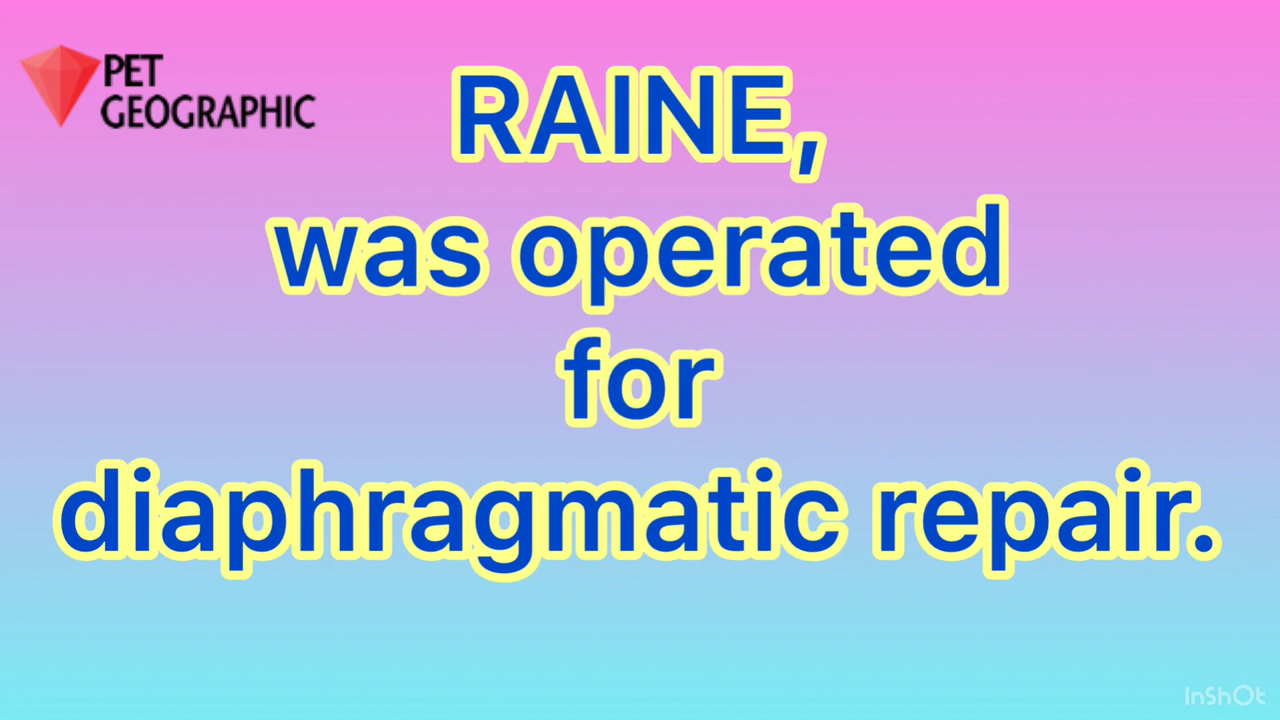 PET
GEOGRAPHIC
RAINE,
was operated
for
diaphragmatic repair.
InShOt